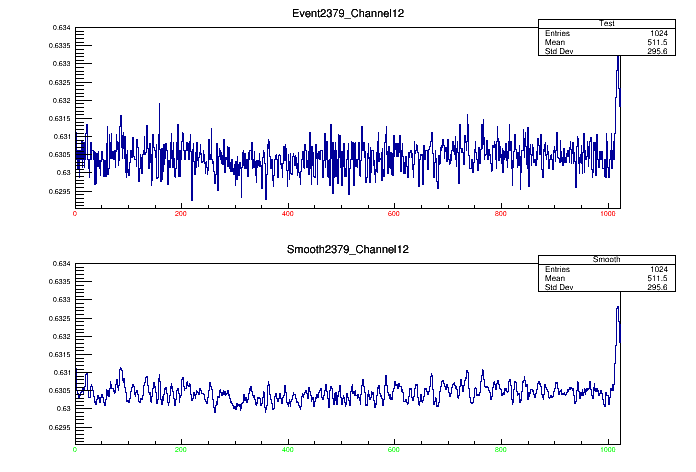 Event2379_Channel12
Test
Entries 1024
Mean 511.5
Std Dev 295.6
0.634
0.6335
0.633
0.6325
0.632
0.6315
0.631
0.6305
0.63
0.6295
0 200 400 600 800 1000
Smooth2379_Channel12
Smooth
Entries 1024
Mean 511.5
Std Dev 295.6
0.634
0.6335
0.633
0.6325
0.632
0.6315
0.631
0.6305
0.63
0.6295
0 200 400 600 800 1000